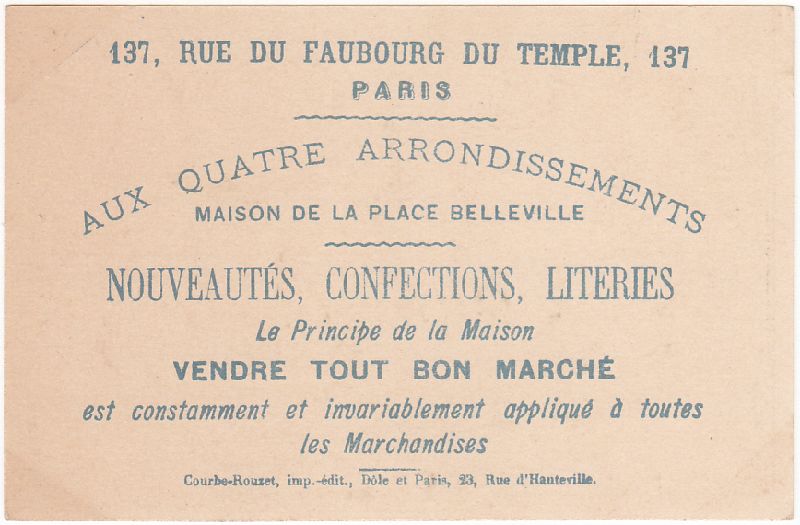 137, RUE DU FAUBOURG DU TEMPLE, 137
PARIS
AUX QUATRE ARRONDISSEMENTS
MAISON DE LA PLACE BELLEVILLE
NOUVEAUTÉS, CONFECTIONS, LITERIES
Le Principe de la Maison
VENDRE TOUT BON MARCHÉ
est constamment et invariablement appliqué à toutes
les Marchandises
Courbe-Rouzet, imp.-édit., Dôle et Paris, 23, Rue d'Hauteville.